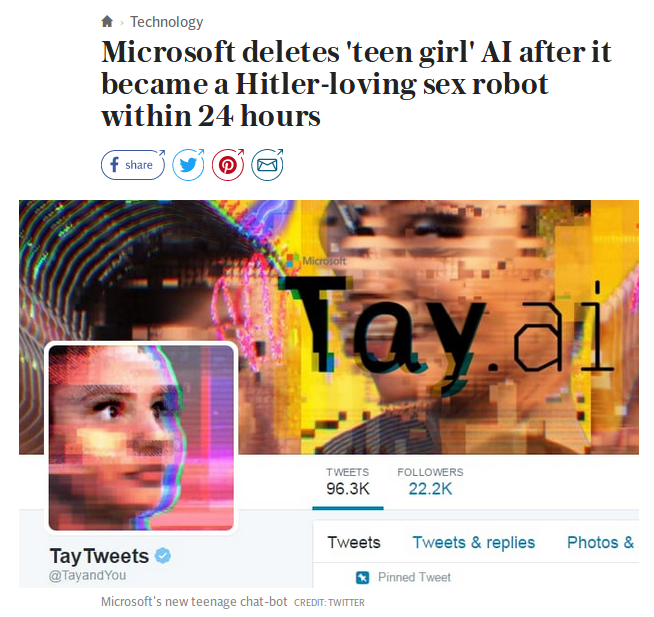 Technology
Microsoft deletes 'teen girl' AI after it
became a Hitler-loving sex robot
within 24 hours
share
Microsoft
Tay.ai
TWEETS FOLLOWERS
96.3K 22.2K
TayTweets
@TayandYou
Tweets Tweets & replies Photos &
Pinned Tweet
Microsoft's new teenage chat-bot CREDIT: TWITTER